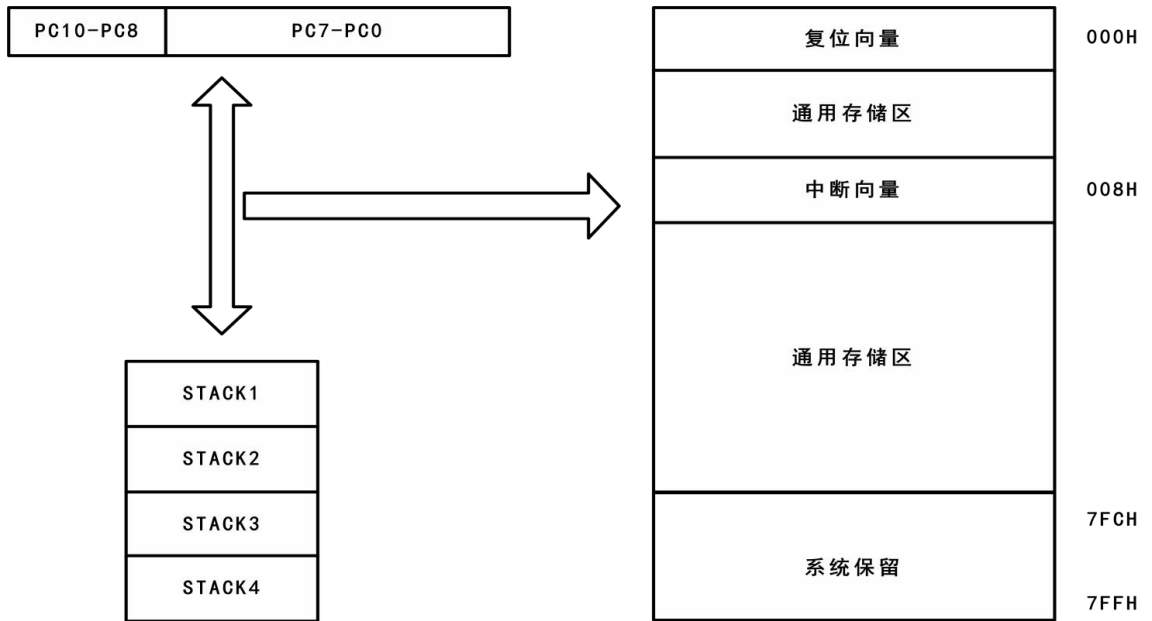 PC10-PC8 PC7-PC0
复位向量 000H
通用存储区
中断向量 008H
通用存储区
STACK1
STACK2
STACK3
STACK4
7FCH
系统保留
7FFH